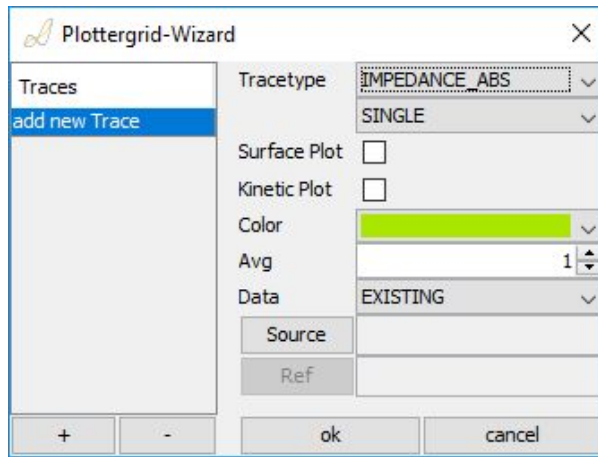 Plottergrid-Wizard
Traces
add new Trace
Tracetype IMPEDANCE_ABS
SINGLE
Surface Plot
Kinetic Plot
Color
Avg 1
Data EXISTING
Source
Ref
+ - ok cancel